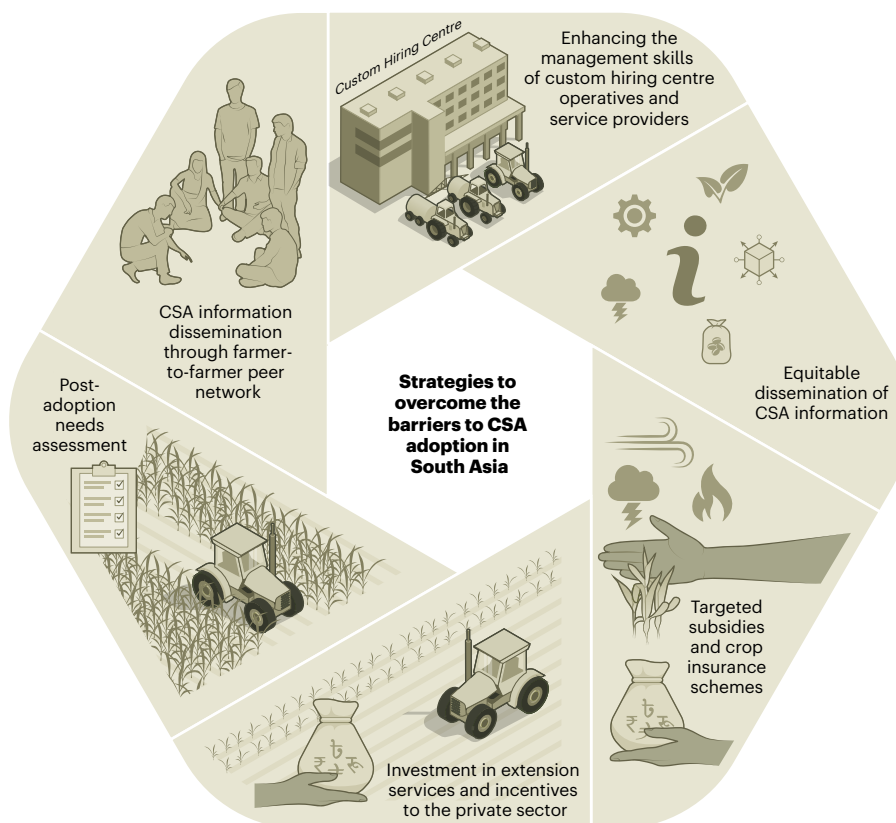 Custom Hiring Centre
Enhancing the
management skills
of custom hiring centre
operatives and
service providers
i
Equitable
dissemination of
CSA information
Targeted
subsidies
and crop
insurance
schemes
Investment in extension
services and incentives
to the private sector
Post-
adoption
needs
assessment
CSA information
dissemination
through farmer-
to-farmer peer
network
Strategies to
overcome the
barriers to CSA
adoption in
South Asia